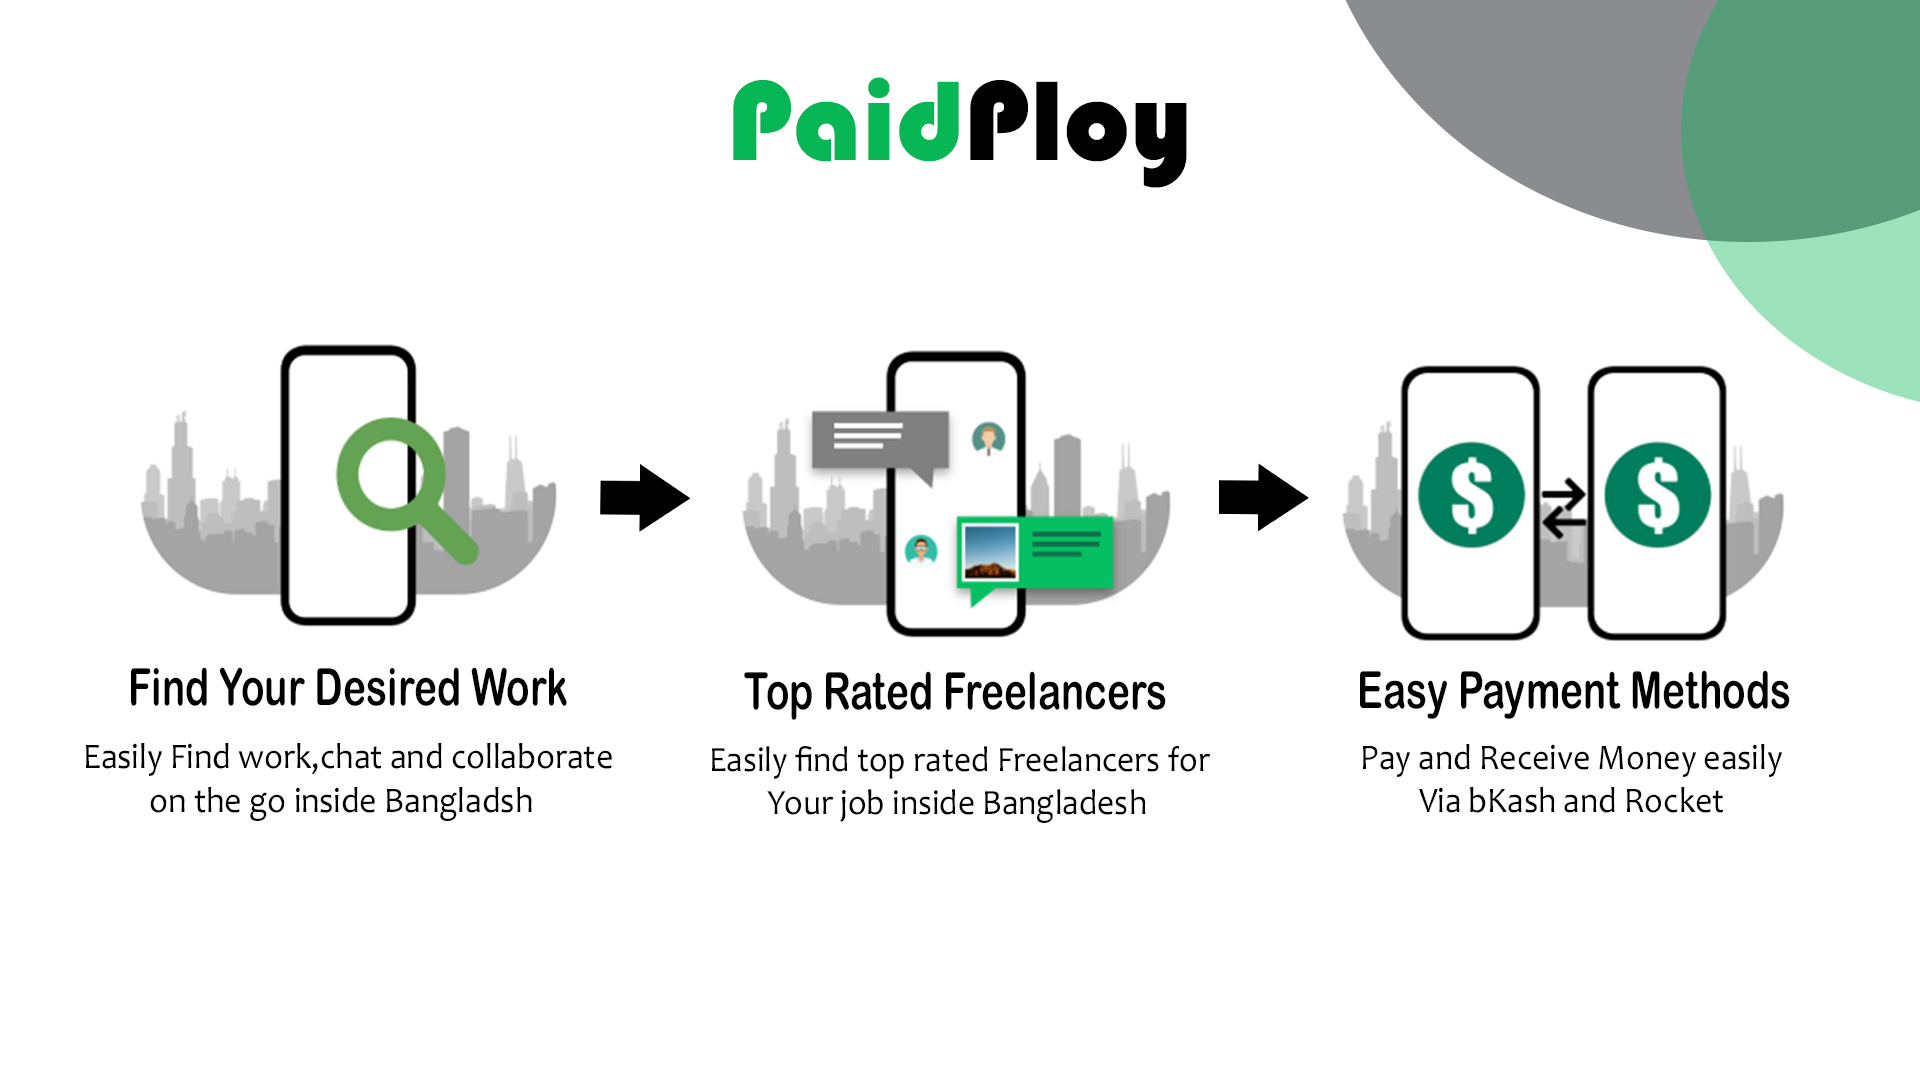 PaidPloy
Find Your Desired Work
Easily Find work,chat and collaborate
on the go inside Bangladsh
Top Rated Freelancers
Easily find top rated Freelancers for
Your job inside Bangladesh
Easy Payment Methods
Pay and Receive Money easily
Via bKash and Rocket
$
$